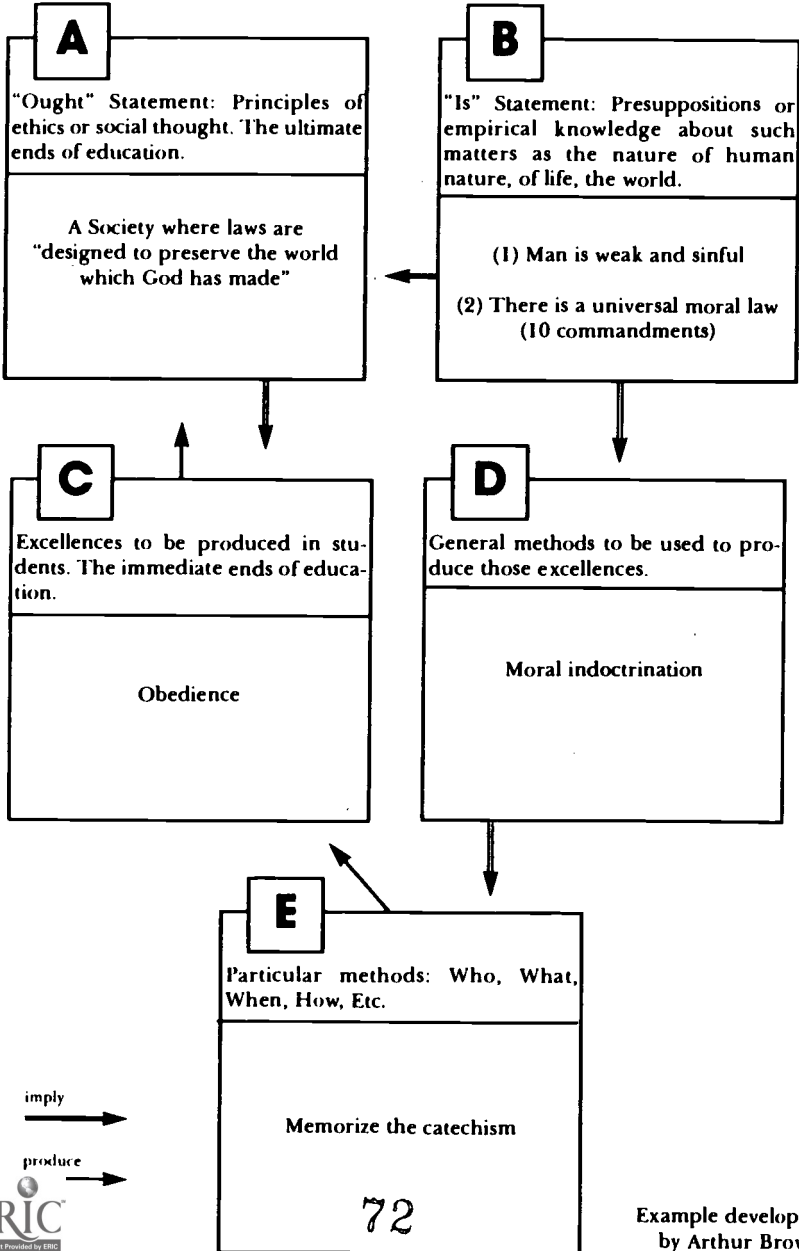 A
"Ought" Statement: Principles of
ethics or social thought. The ultimate
ends of education.
A Society where laws are
"designed to preserve the world
which God has made"
B
"Is" Statement: Presuppositions or
empirical knowledge about such
matters as the nature of human
nature, of life, the world.
(1) Man is weak and sinful
(2) There is a universal moral law
(10 commandments)
C
Excellences to be produced in stu-
dents. The immediate ends of educa-
tion.
Obedience
D
General methods to be used to pro-
duce those excellences.
Moral indoctrination
E
Particular methods: Who, What,
When, How, Etc.
Memorize the catechism
imply
produce
RIC
Provided by ERIC
72
Example develop
by Arthur Brow